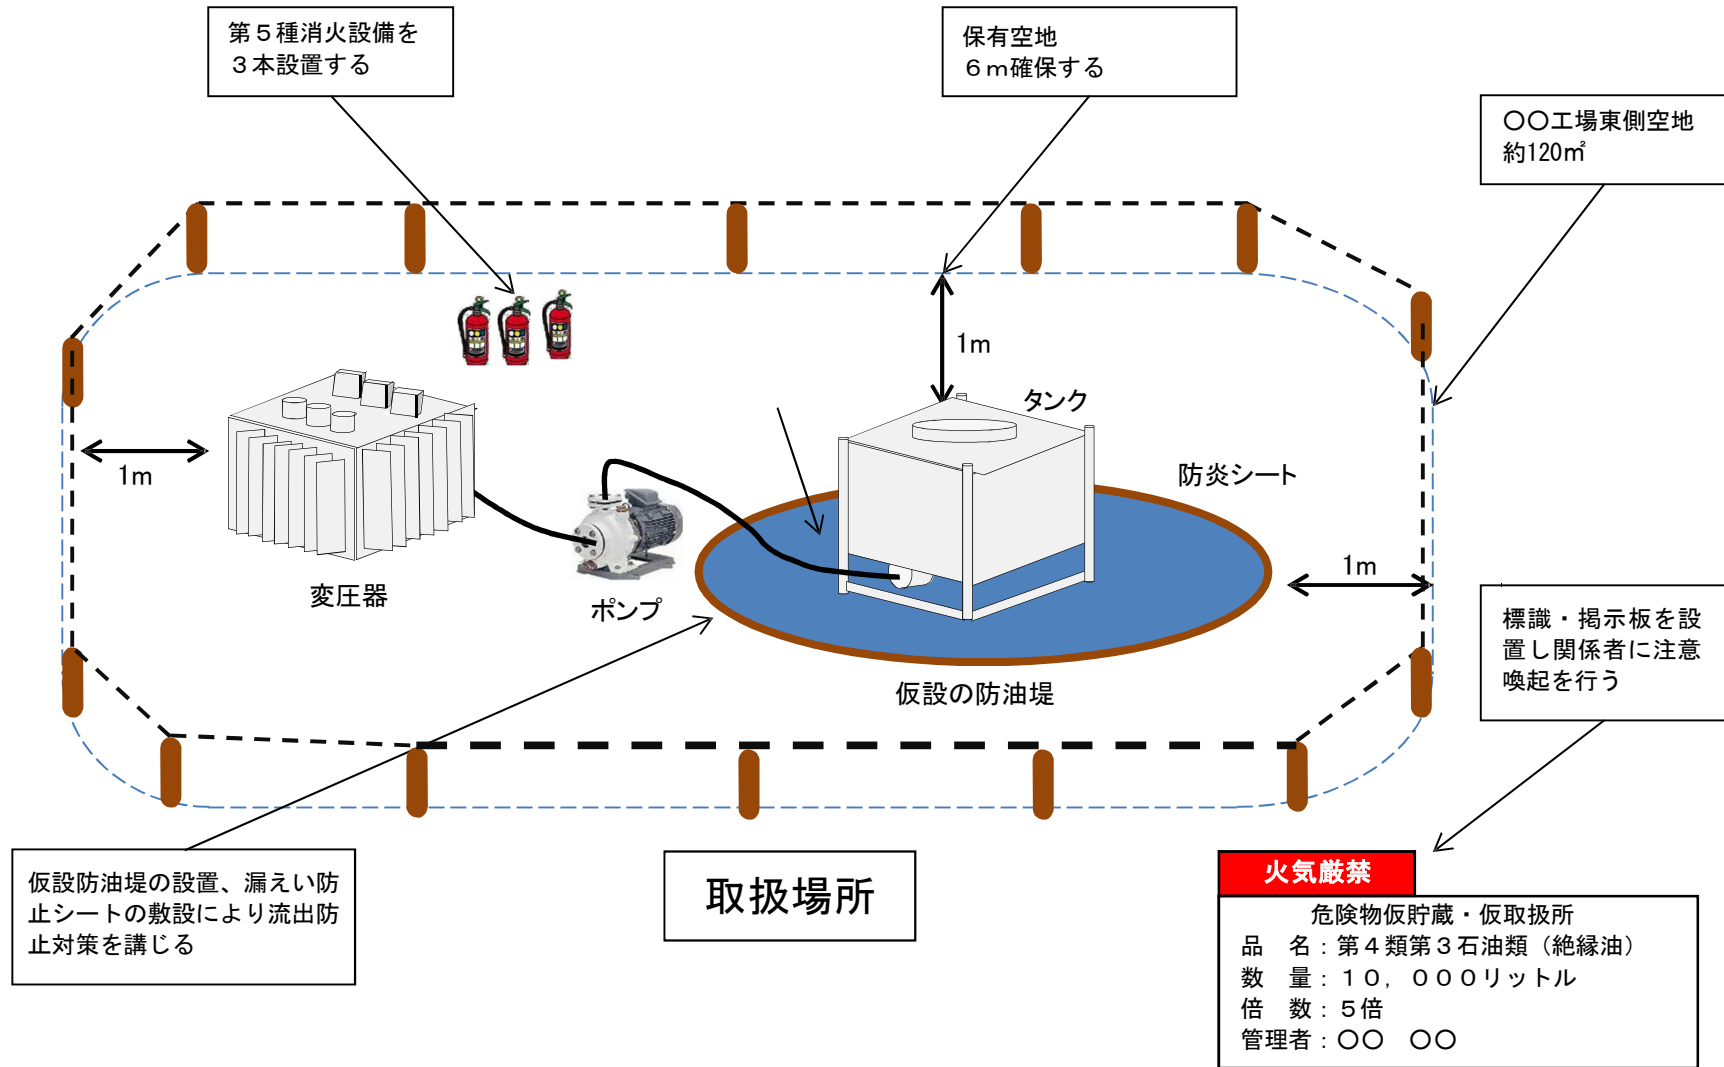 第５種消火設備を
３本設置する
保有空地
６ｍ確保する
〇〇工場東側空地
約120㎡
1m
タンク
防炎シート
1m
1m
変圧器
ポンプ
仮設の防油堤
標識・掲示板を設
置し関係者に注意
喚起を行う
仮設防油堤の設置、漏えい防
止シートの敷設により流出防
止対策を講じる
取扱場所
火気厳禁
危険物仮貯蔵・仮取扱所
品　名：第４類第３石油類（絶縁油）
数　量：１０，０００リットル
倍　数：５倍
管理者：〇〇　〇〇